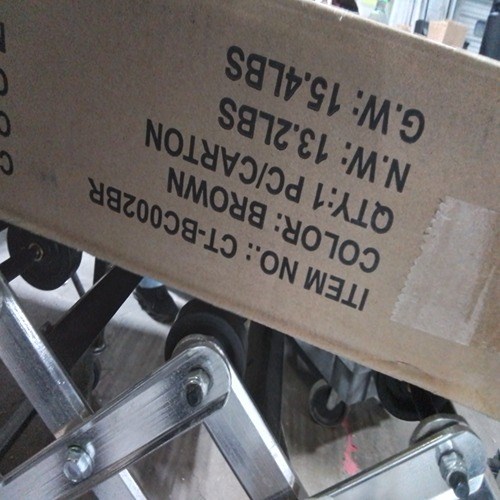 ITEM NO.: CT-BC002BR
COLOR: BROWN
QTY:1 PC/CARTON
N.W: 13.2LBS
G.W: 15.4LBS